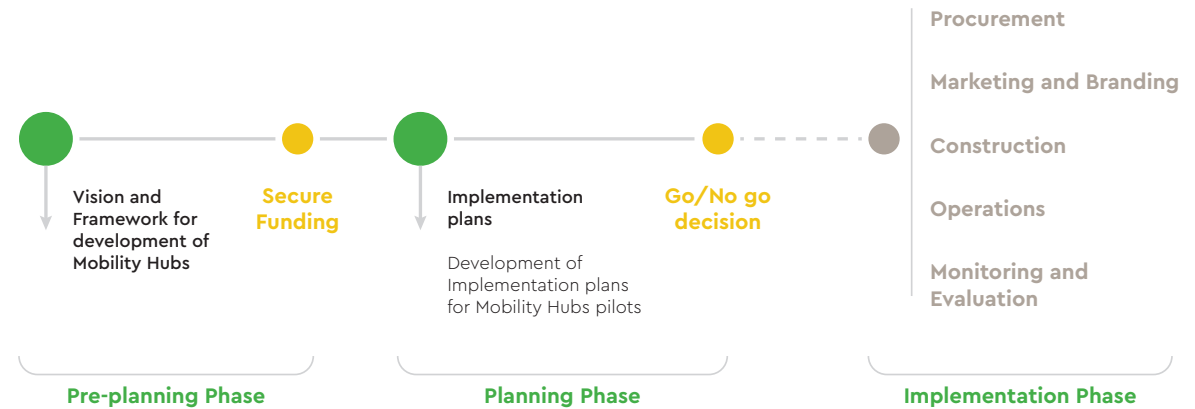 Vision and
Framework for
development of
Mobility Hubs
Secure
Funding
Implementation
plans
Development of
Implementation plans
for Mobility Hubs pilots
Go/No go
decision
Procurement
Marketing and Branding
Construction
Operations
Monitoring and
Evaluation
Pre-planning Phase
Planning Phase
Implementation Phase